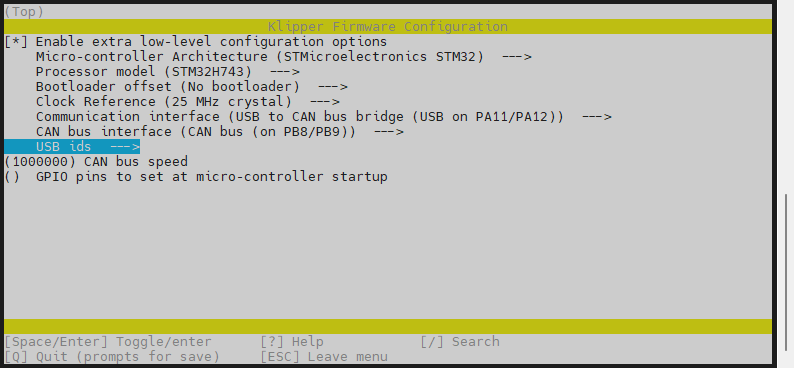 (Top)
Klipper Firmware Configuration
[*] Enable extra low-level configuration options
Micro-controller Architecture (STMicroelectronics STM32)  --->
Processor model (STM32H743)  --->
Bootloader offset (No bootloader)  --->
Clock Reference (25 MHz crystal)  --->
Communication interface (USB to CAN bus bridge (USB on PA11/PA12))  --->
CAN bus interface (CAN bus (on PB8/PB9))  --->
USB ids  --->
(1000000) CAN bus speed
()  GPIO pins to set at micro-controller startup
[Space/Enter] Toggle/enter     [?] Help            [/] Search
[Q] Quit (prompts for save)     [ESC] Leave menu